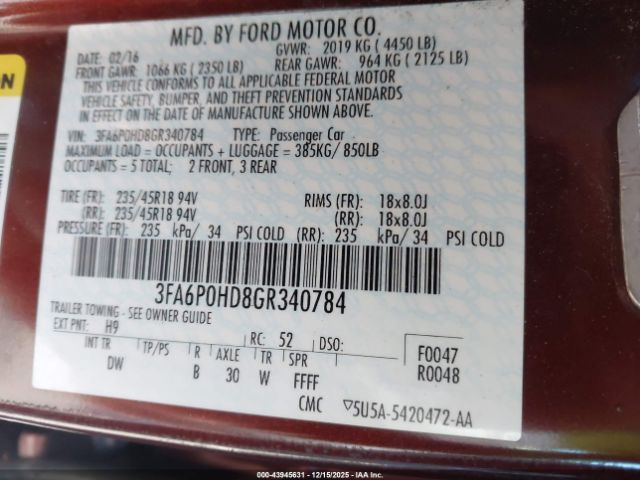 MFD. BY FORD MOTOR CO.
DATE: 02/16 GVWR: 2019 KG (4450 LB)
FRONT GAWR: 1066 KG (2350 LB) REAR GAWR: 964 KG (2125 LB)
THIS VEHICLE CONFORMS TO ALL APPLICABLE FEDERAL MOTOR
VEHICLE SAFETY, BUMPER, AND THEFT PREVENTION STANDARDS
IN EFFECT ON THE DATE OF MANUFACTURE SHOWN ABOVE.
VIN: 3FA6P0HD8GR340784 TYPE: Passenger Car
MAXIMUM LOAD = OCCUPANTS + LUGGAGE = 385KG/ 850LB
OCCUPANTS = 5 TOTAL; 2 FRONT, 3 REAR
TIRE (FR): 235/45R18 94V RIMS (FR): 18x8.0J
(RR): 235/45R18 94V (RR): 18x8.0J
PRESSURE (FR): 235 kPa/ 34 PSI COLD (RR): 235 kPa/ 34 PSI COLD
3FA6P0HD8GR340784
TRAILER TOWING - SEE OWNER GUIDE
EXT PNT: H9 RC: 52 DSO: F0047
R0048
INT TR TP/PS R AXLE TR SPR
DW B 30 W FFFF
CMC ▽5U5A-5420472-AA
ON
000-43945631 - 12/15/2025 - IAA Inc.